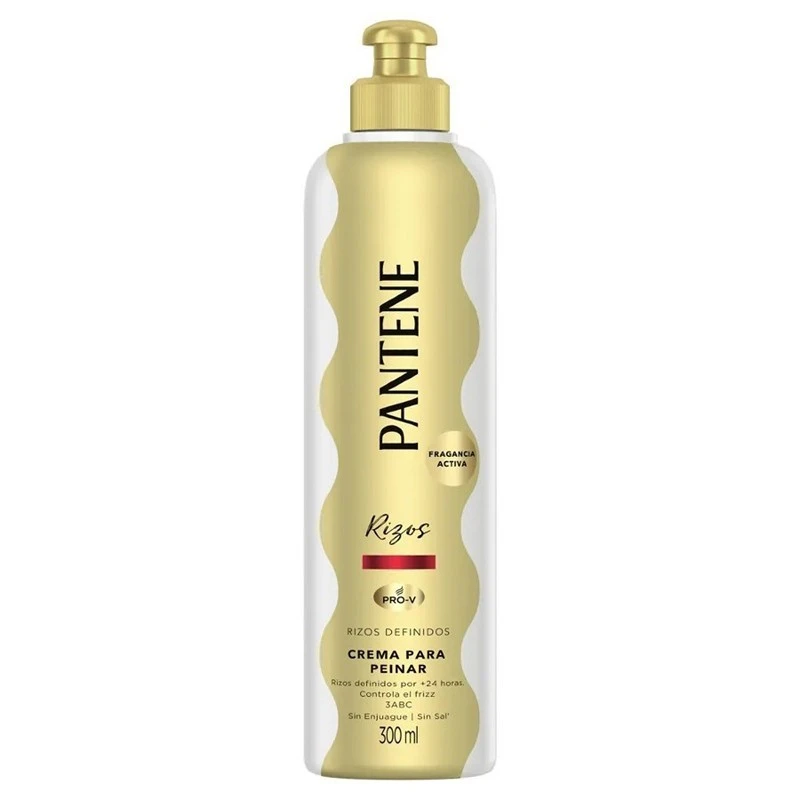 PANTENE
FRAGANCIA
ACTIVA
Rizos
PRO-V
RIZOS DEFINIDOS
CREMA PARA
PEINAR
Rizos definidos por +24 horas.
Controla el frizz
3ABC
Sin Enjuague | Sin Sal'
300 ml